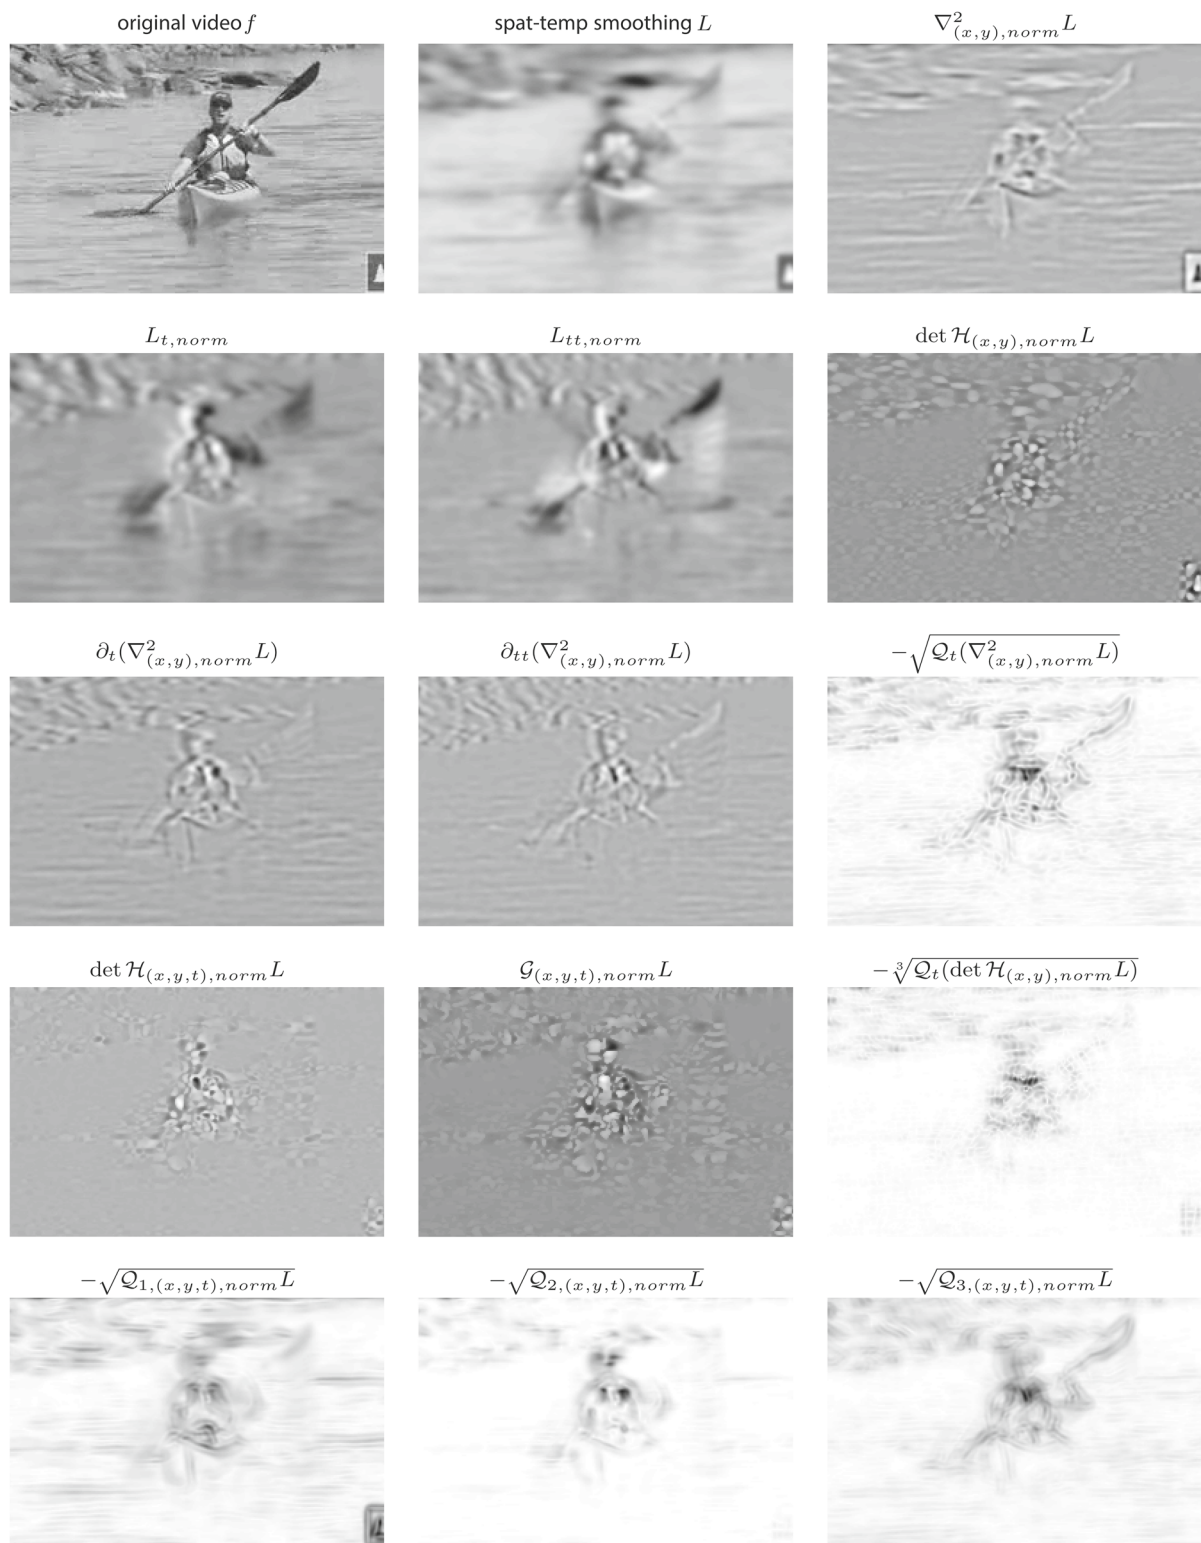 original video f
spat-temp smoothing L
∇²₍ₓ,ᵧ₎,norm L
L_{t,norm}
L_{tt,norm}
det H_{(x,y),norm} L
∂_t(∇²_{(x,y),norm} L)
∂_{tt}(∇²_{(x,y),norm} L)
−√(Q_t(∇²_{(x,y),norm} L))
det H_{(x,y,t),norm} L
G_{(x,y,t),norm} L
−∛(Q_t(det H_{(x,y),norm} L))
−√(Q_{1,(x,y,t),norm} L)
−√(Q_{2,(x,y,t),norm} L)
−√(Q_{3,(x,y,t),norm} L)